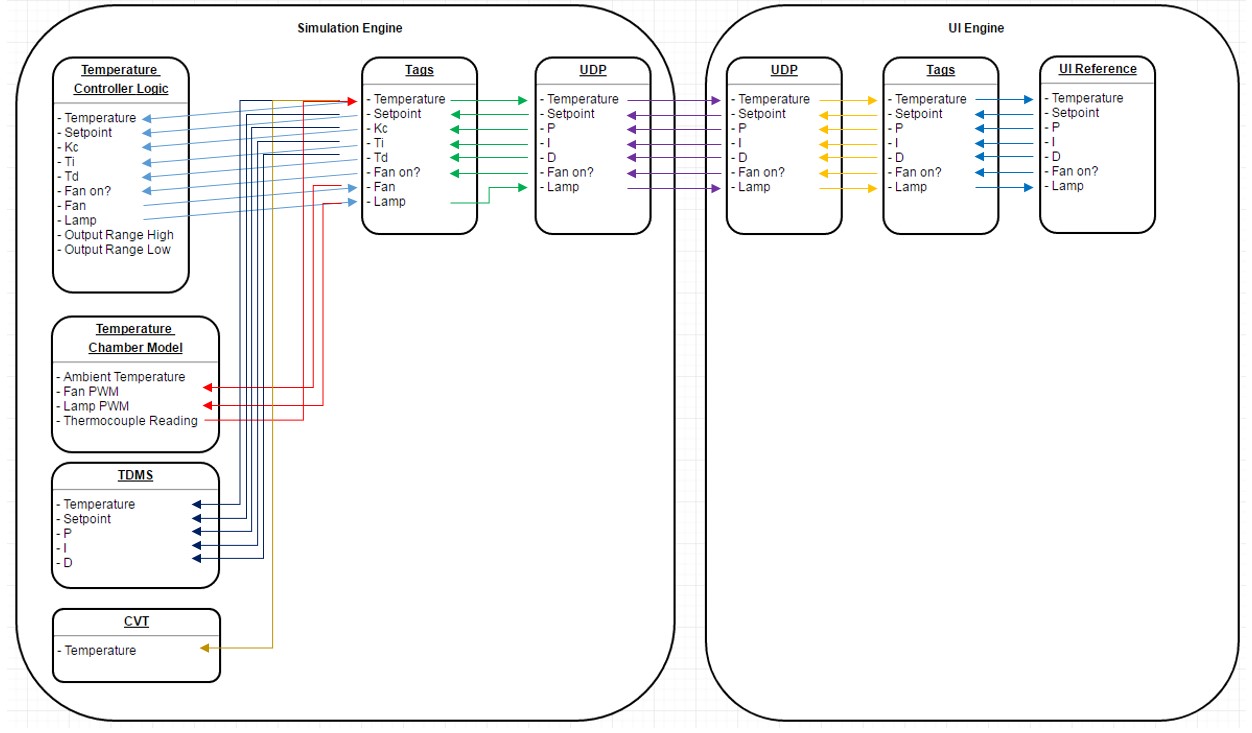 Simulation Engine
Temperature
Controller Logic
- Temperature
- Setpoint
- Kc
- Ti
- Td
- Fan on?
- Fan
- Lamp
- Output Range High
- Output Range Low
Tags
- Temperature
- Setpoint
- Kc
- Ti
- Td
- Fan on?
- Fan
- Lamp
UDP
- Temperature
- Setpoint
- P
- I
- D
- Fan on?
- Lamp
Temperature
Chamber Model
- Ambient Temperature
- Fan PWM
- Lamp PWM
- Thermocouple Reading
TDMS
- Temperature
- Setpoint
- P
- I
- D
CVT
- Temperature
UI Engine
UDP
- Temperature
- Setpoint
- P
- I
- D
- Fan on?
- Lamp
Tags
- Temperature
- Setpoint
- P
- I
- D
- Fan on?
- Lamp
UI Reference
- Temperature
- Setpoint
- P
- I
- D
- Fan on?
- Lamp